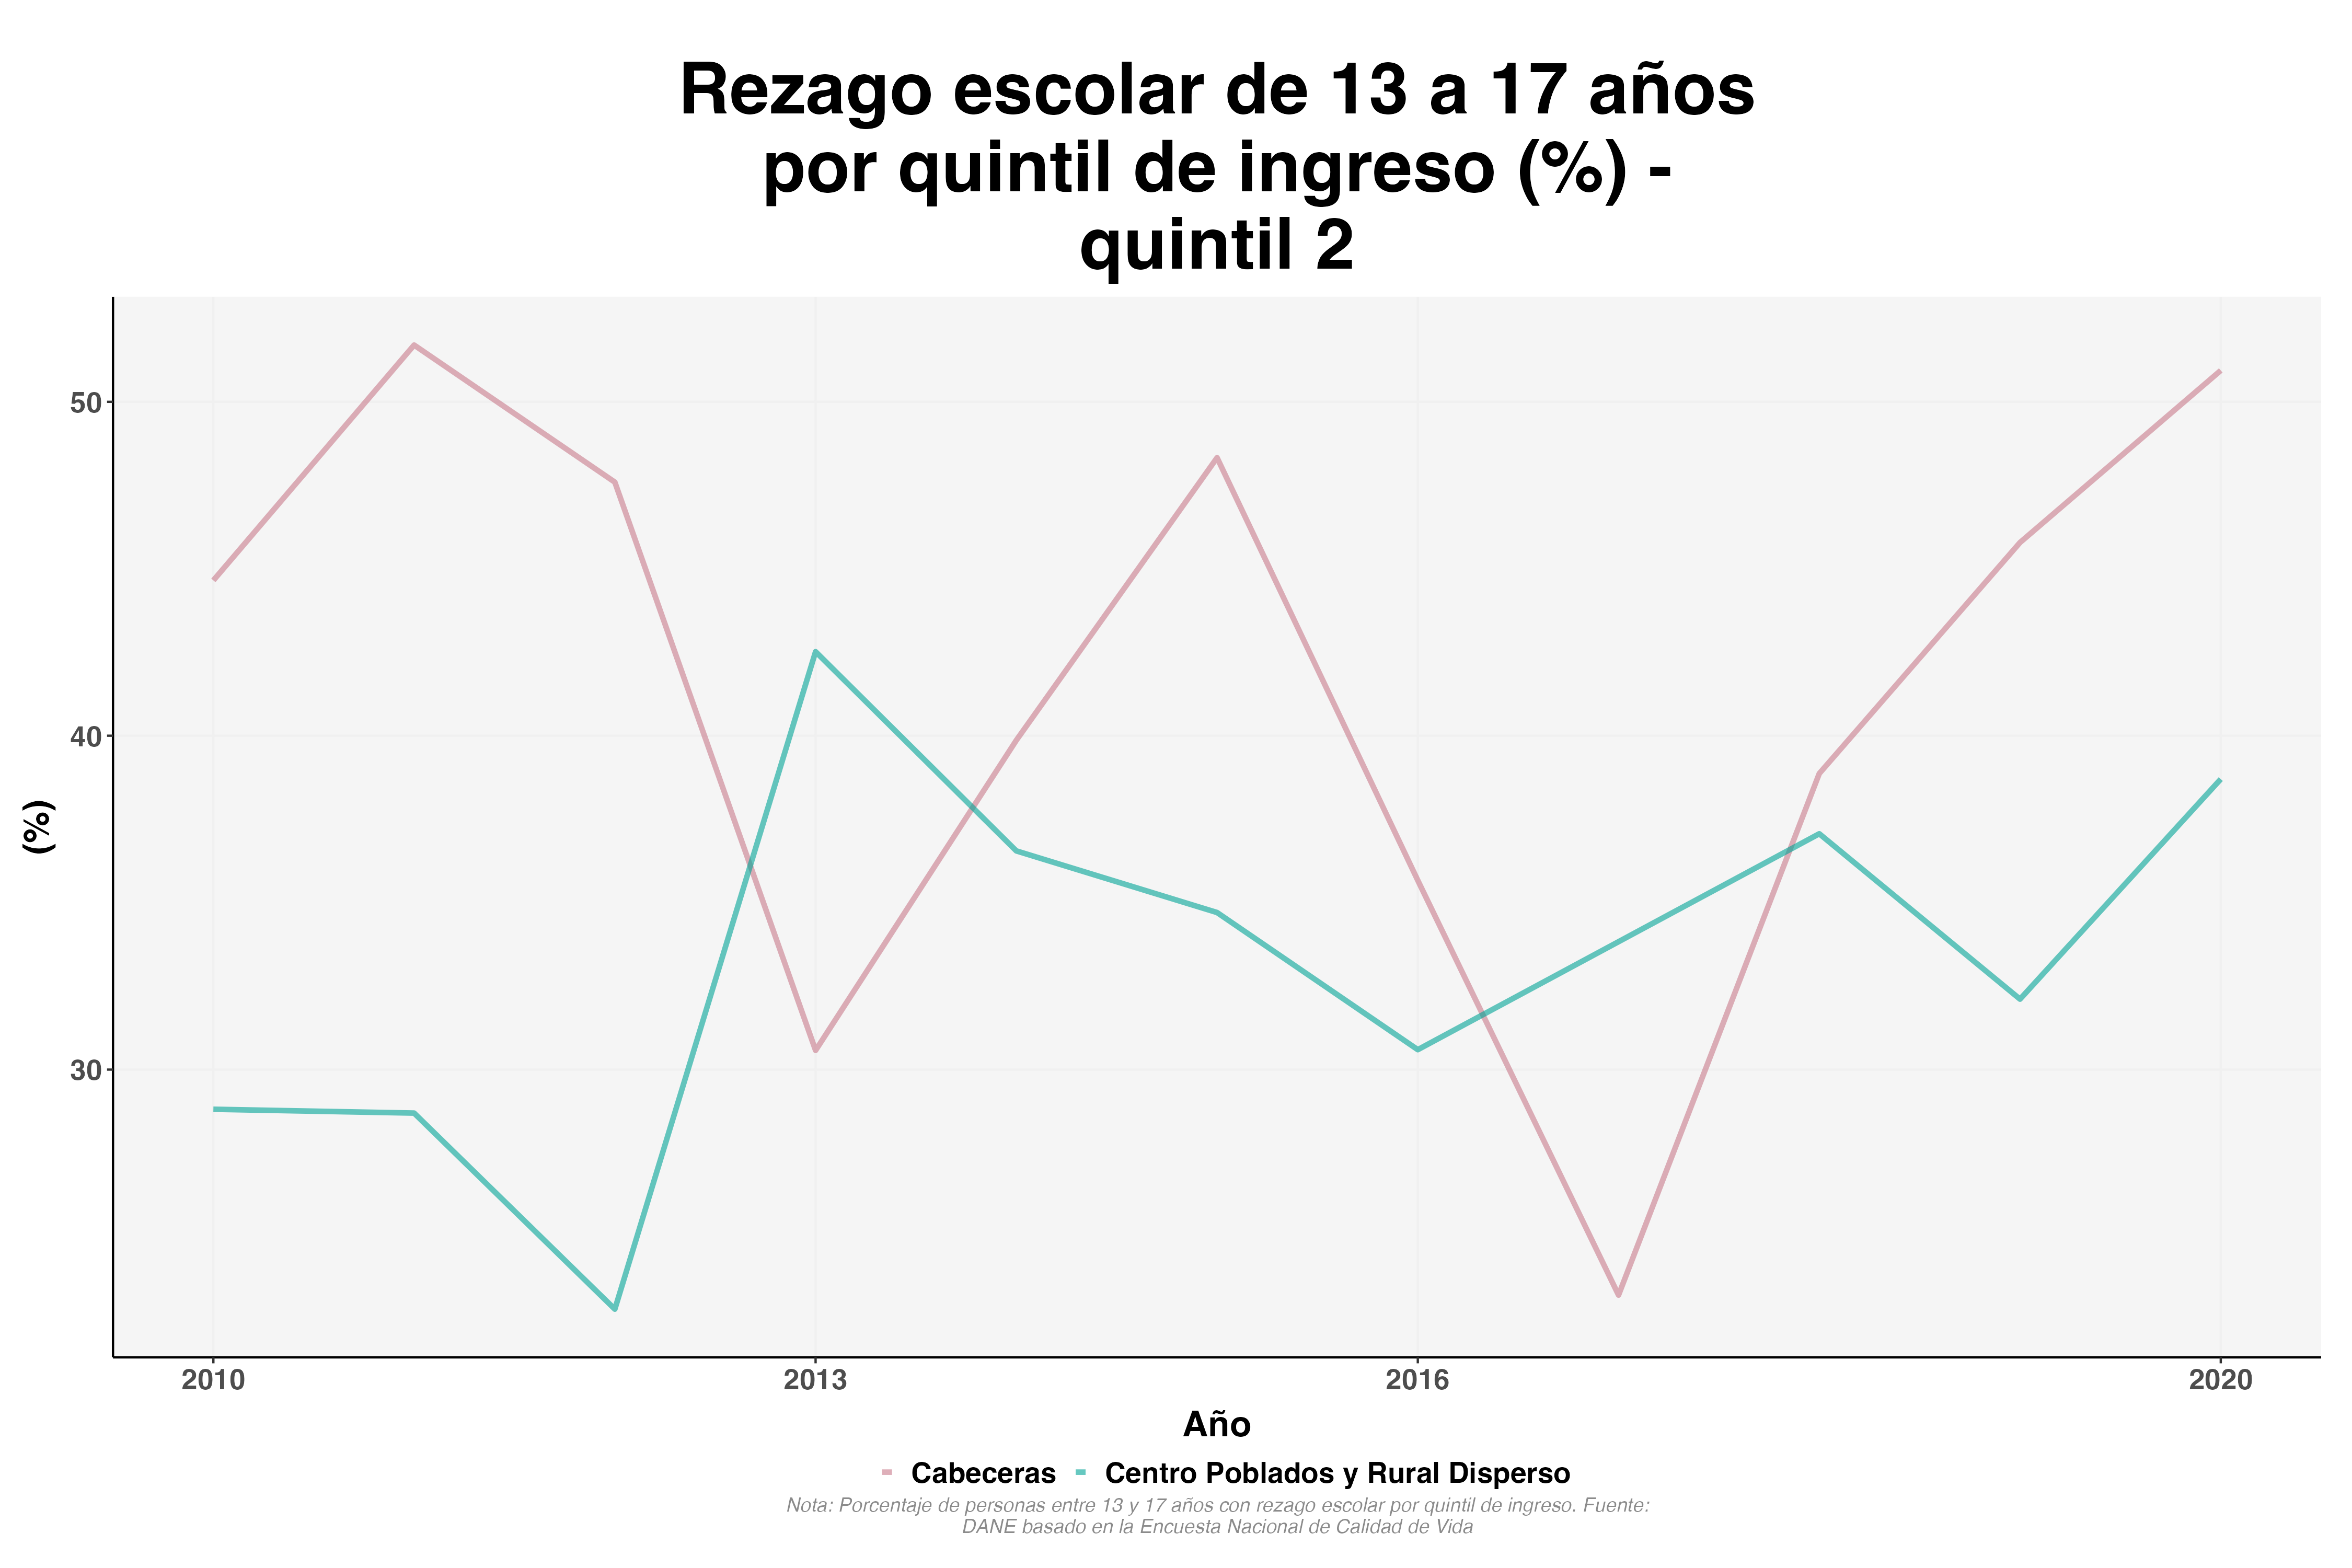 Rezago escolar de 13 a 17 años
por quintil de ingreso (%) -
quintil 2
50
40
30
(%)
2010 2013 2016 2020
Año
Cabeceras Centro Poblados y Rural Disperso
Nota: Porcentaje de personas entre 13 y 17 años con rezago escolar por quintil de ingreso. Fuente:
DANE basado en la Encuesta Nacional de Calidad de Vida